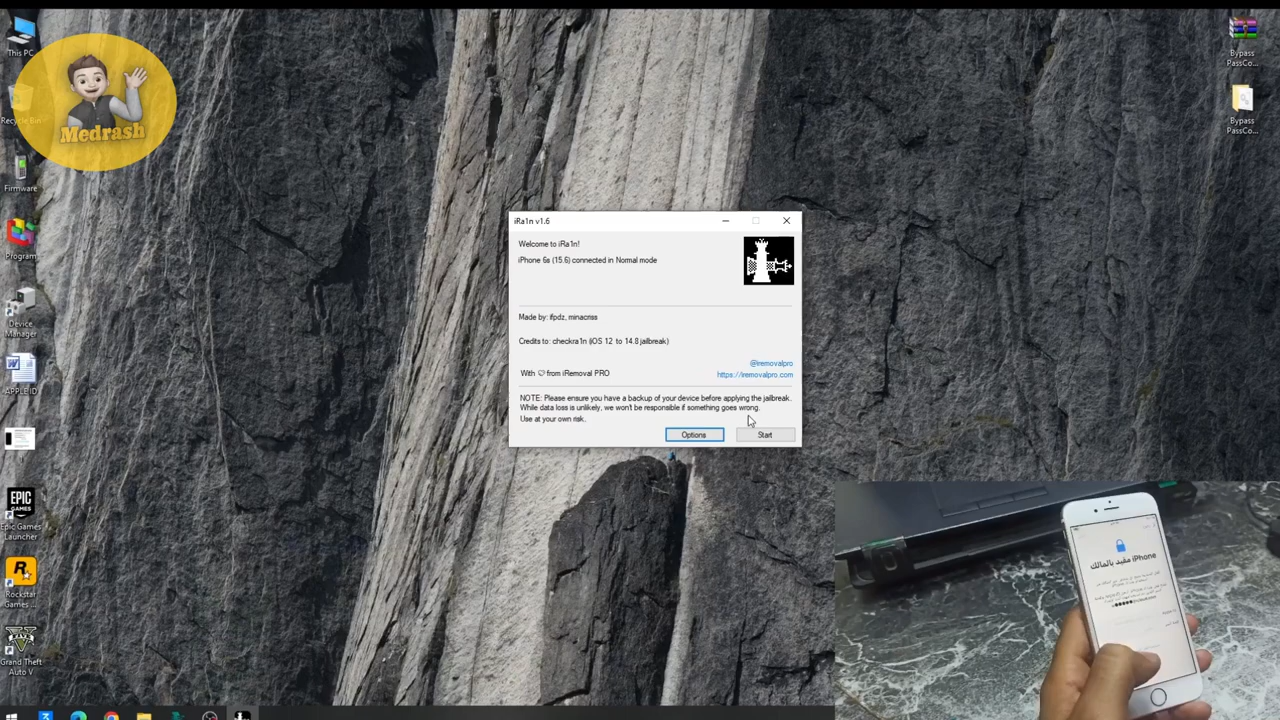 This PC
Medrash
Firmware
Program
Device
Manager
APPLE ID
Epic Games
Launcher
Rockstar
Games ...
Grand Theft
Auto V
Bypass
PassCo...
Bypass
PassCo...
iRa1n v1.6
Welcome to iRa1n!
iPhone 6s (15.6) connected in Normal mode
Made by: ifpdz, minacriss
Credits to: checkra1n (iOS 12 to 14.8 jailbreak)
@iremovalpro
With ♡ from iRemoval PRO
https://iremovalpro.com
NOTE: Please ensure you have a backup of your device before applying the jailbreak.
While data loss is unlikely, we won't be responsible if something goes wrong.
Use at your own risk.
Options
Start
iPhone مقيد بالمالك